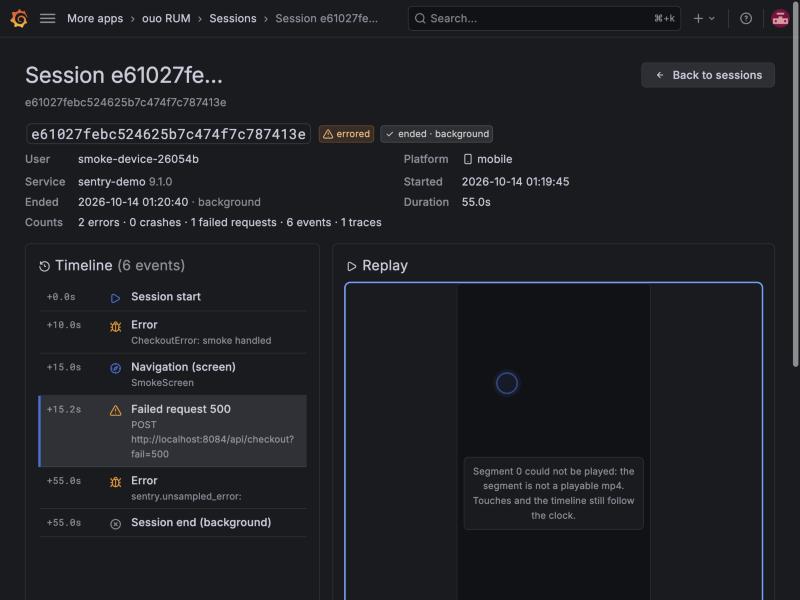 More apps › ouo RUM › Sessions › Session e61027fe...
Search...
⌘+k
Session e61027fe...
Back to sessions
e61027febc524625b7c474f7c787413e
e61027febc524625b7c474f7c787413e
errored
ended · background
User smoke-device-26054b
Platform mobile
Service sentry-demo 9.1.0
Started 2026-10-14 01:19:45
Ended 2026-10-14 01:20:40 · background
Duration 55.0s
Counts 2 errors · 0 crashes · 1 failed requests · 6 events · 1 traces
Timeline (6 events)
+0.0s Session start
+10.0s Error
CheckoutError: smoke handled
+15.0s Navigation (screen)
SmokeScreen
+15.2s Failed request 500
POST
http://localhost:8084/api/checkout?
fail=500
+55.0s Error
sentry.unsampled_error:
+55.0s Session end (background)
Replay
Segment 0 could not be played: the
segment is not a playable mp4.
Touches and the timeline still follow
the clock.